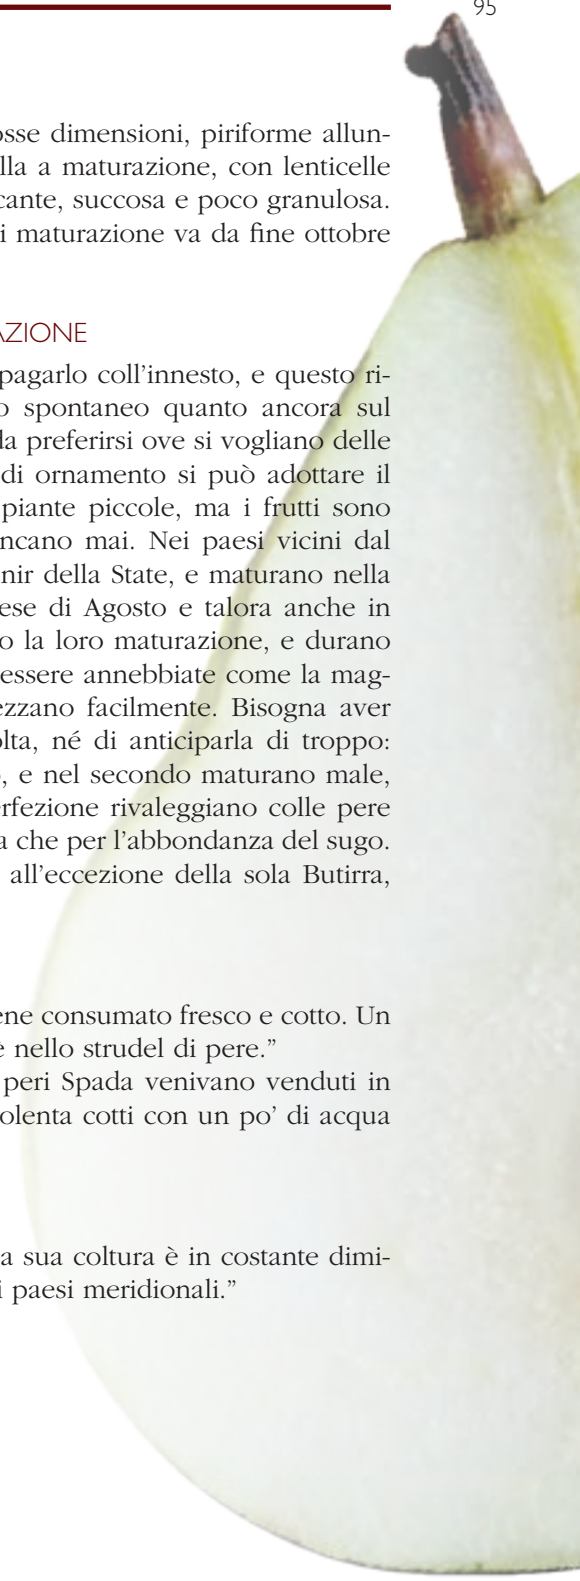 95
osse dimensioni, piriforme allun-
lla a maturazione, con lenticelle
cante, succosa e poco granulosa.
i maturazione va da fine ottobre
AZIONE
pagarlo coll'innesto, e questo ri-
o spontaneo quanto ancora sul
da preferirsi ove si vogliano delle
di ornamento si può adottare il
piante piccole, ma i frutti sono
ncano mai. Nei paesi vicini dal
nir della State, e maturano nella
ese di Agosto e talora anche in
o la loro maturazione, e durano
essere annebbiate come la mag-
ezzano facilmente. Bisogna aver
olta, né di anticiparla di troppo:
, e nel secondo maturano male,
erfezione rivaleggiano colle pere
a che per l'abbondanza del sugo.
all'eccezione della sola Butirra,
ene consumato fresco e cotto. Un
è nello strudel di pere.”
peri Spada venivano venduti in
olenta cotti con un po' di acqua
a sua coltura è in costante dimi-
i paesi meridionali.”